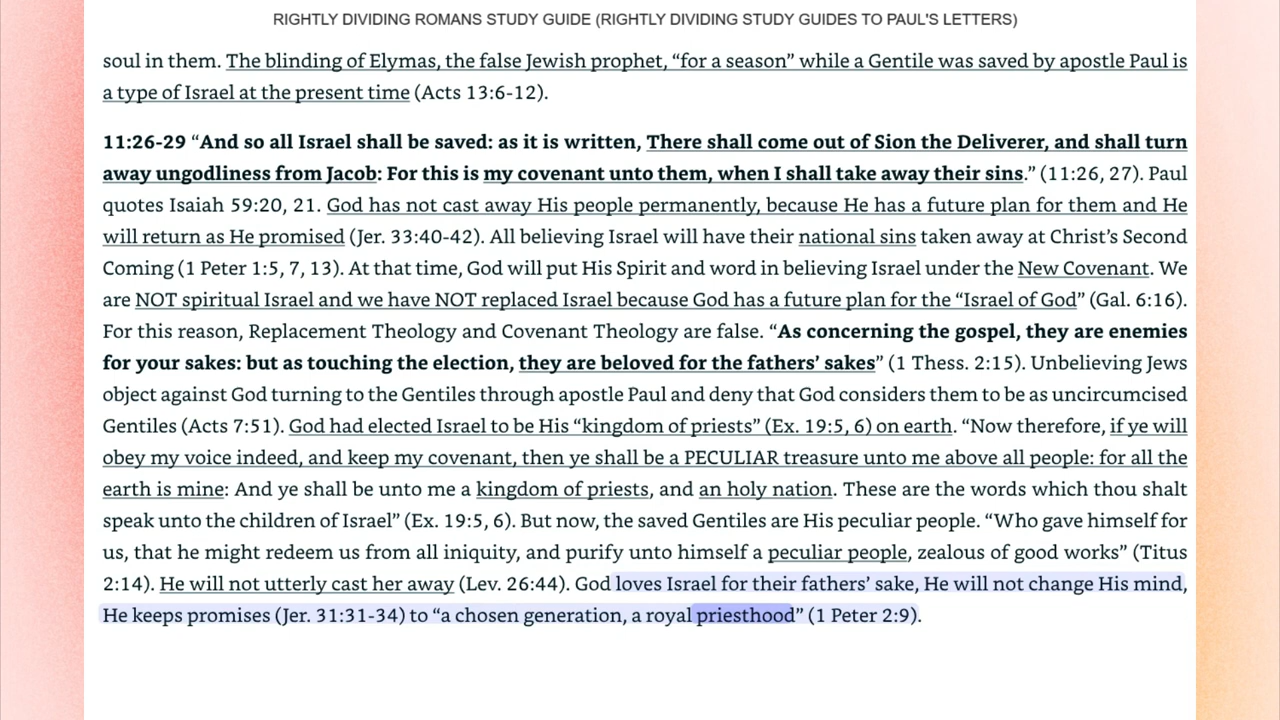 RIGHTLY DIVIDING ROMANS STUDY GUIDE (RIGHTLY DIVIDING STUDY GUIDES TO PAUL'S LETTERS)
soul in them. The blinding of Elymas, the false Jewish prophet, “for a season” while a Gentile was saved by apostle Paul is
a type of Israel at the present time (Acts 13:6-12).
11:26-29 “And so all Israel shall be saved: as it is written, There shall come out of Sion the Deliverer, and shall turn
away ungodliness from Jacob: For this is my covenant unto them, when I shall take away their sins.” (11:26, 27). Paul
quotes Isaiah 59:20, 21. God has not cast away His people permanently, because He has a future plan for them and He
will return as He promised (Jer. 33:40-42). All believing Israel will have their national sins taken away at Christ’s Second
Coming (1 Peter 1:5, 7, 13). At that time, God will put His Spirit and word in believing Israel under the New Covenant. We
are NOT spiritual Israel and we have NOT replaced Israel because God has a future plan for the “Israel of God” (Gal. 6:16).
For this reason, Replacement Theology and Covenant Theology are false. “As concerning the gospel, they are enemies
for your sakes: but as touching the election, they are beloved for the fathers’ sakes” (1 Thess. 2:15). Unbelieving Jews
object against God turning to the Gentiles through apostle Paul and deny that God considers them to be as uncircumcised
Gentiles (Acts 7:51). God had elected Israel to be His “kingdom of priests” (Ex. 19:5, 6) on earth. “Now therefore, if ye will
obey my voice indeed, and keep my covenant, then ye shall be a PECULIAR treasure unto me above all people: for all the
earth is mine: And ye shall be unto me a kingdom of priests, and an holy nation. These are the words which thou shalt
speak unto the children of Israel” (Ex. 19:5, 6). But now, the saved Gentiles are His peculiar people. “Who gave himself for
us, that he might redeem us from all iniquity, and purify unto himself a peculiar people, zealous of good works” (Titus
2:14). He will not utterly cast her away (Lev. 26:44). God loves Israel for their fathers’ sake, He will not change His mind,
He keeps promises (Jer. 31:31-34) to “a chosen generation, a royal priesthood” (1 Peter 2:9).